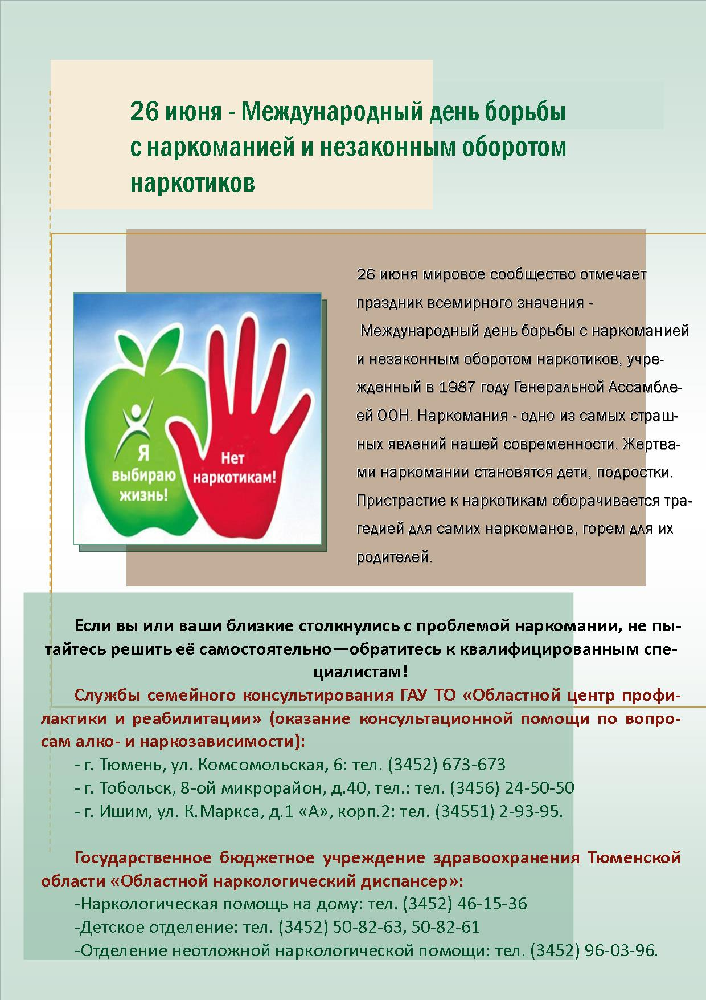 26 июня - Международный день борьбы
с наркоманией и незаконным оборотом
наркотиков
26 июня мировое сообщество отмечает
праздник всемирного значения -
Международный день борьбы с наркоманией
и незаконным оборотом наркотиков, учре-
жденный в 1987 году Генеральной Ассамбле-
ей ООН. Наркомания - одно из самых страш-
ных явлений нашей современности. Жертва-
ми наркомании становятся дети, подростки.
Пристрастие к наркотикам оборачивается тра-
гедией для самих наркоманов, горем для их
родителей.
Я
выбираю
жизнь!
Нет
наркотикам!
Если вы или ваши близкие столкнулись с проблемой наркомании, не пы-
тайтесь решить её самостоятельно—обратитесь к квалифицированным спе-
циалистам!
Службы семейного консультирования ГАУ ТО «Областной центр профи-
лактики и реабилитации» (оказание консультационной помощи по вопро-
сам алко- и наркозависимости):
- г. Тюмень, ул. Комсомольская, 6: тел. (3452) 673-673
- г. Тобольск, 8-ой микрорайон, д.40, тел.: тел. (3456) 24-50-50
- г. Ишим, ул. К.Маркса, д.1 «А», корп.2: тел. (34551) 2-93-95.
Государственное бюджетное учреждение здравоохранения Тюменской
области «Областной наркологический диспансер»:
-Наркологическая помощь на дому: тел. (3452) 46-15-36
-Детское отделение: тел. (3452) 50-82-63, 50-82-61
-Отделение неотложной наркологической помощи: тел. (3452) 96-03-96.